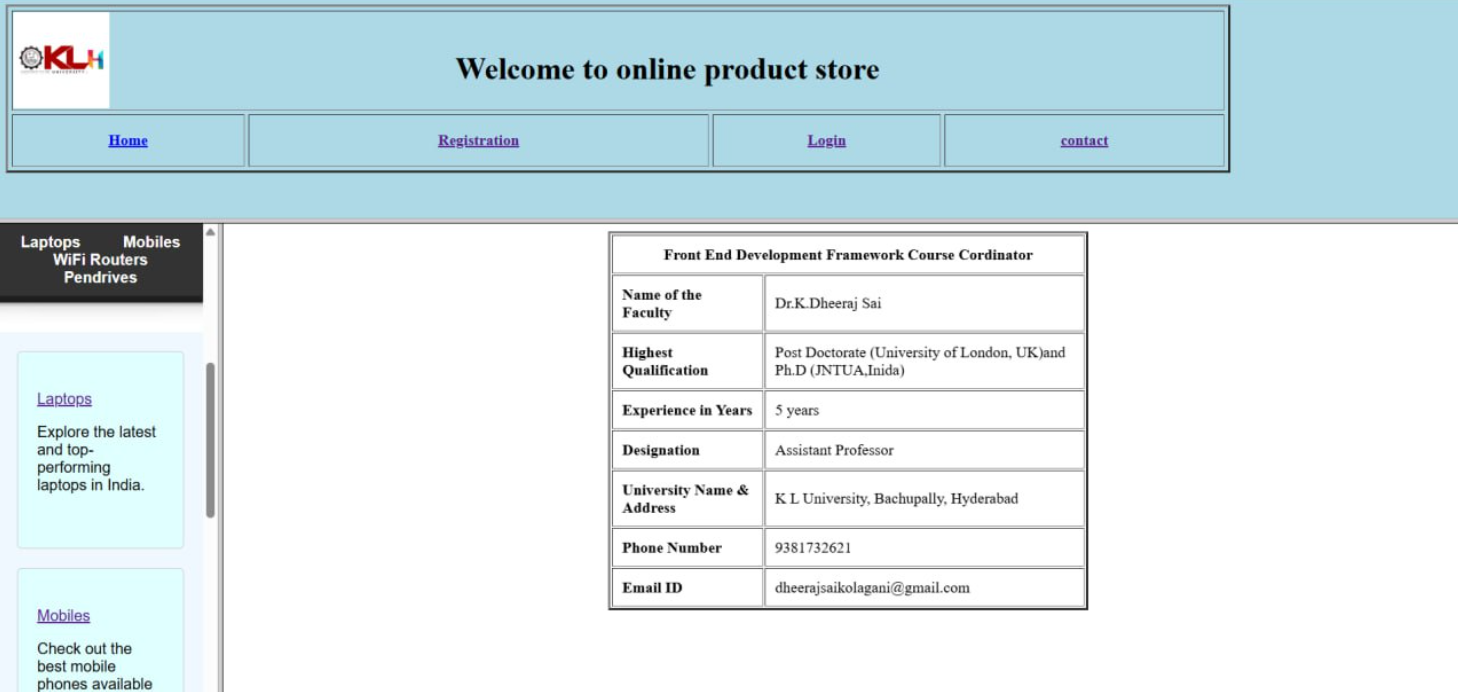 KLH
UNIVERSITY
Welcome to online product store
Home
Registration
Login
contact
Laptops Mobiles
WiFi Routers
Pendrives
Laptops
Explore the latest
and top-
performing
laptops in India.
Mobiles
Check out the
best mobile
phones available
Front End Development Framework Course Cordinator
Name of the
Faculty
Dr.K.Dheeraj Sai
Highest
Qualification
Post Doctorate (University of London, UK)and
Ph.D (JNTUA,Inida)
Experience in Years
5 years
Designation
Assistant Professor
University Name &
Address
K L University, Bachupally, Hyderabad
Phone Number
9381732621
Email ID
dheerajsaikolagani@gmail.com